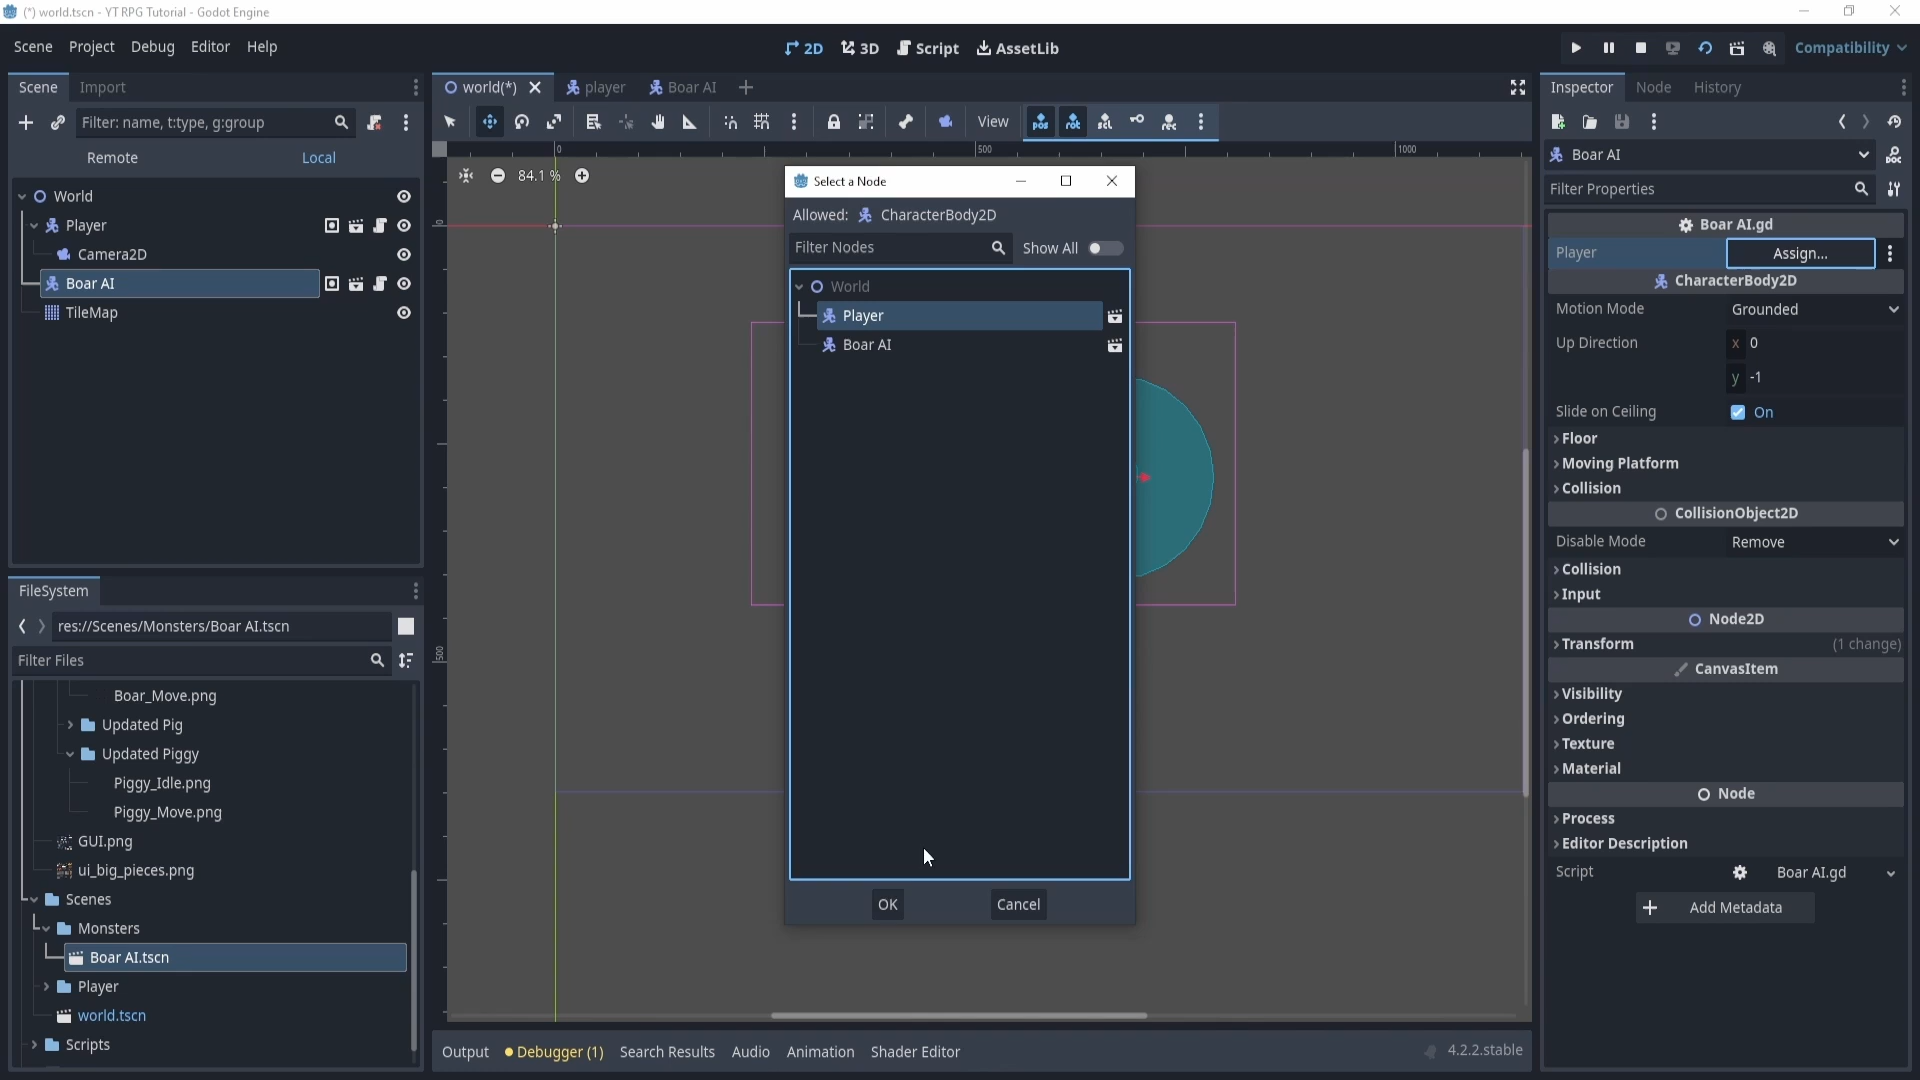 (*) world.tscn - YT RPG Tutorial - Godot Engine
Scene Project Debug Editor Help
2D 3D Script AssetLib
Compatibility
Scene Import
world(*) player Boar AI
Inspector Node History
Filter: name, t:type, g:group
View
Remote Local
Boar AI
Filter Properties
World
Player
Camera2D
Boar AI
TileMap
0 500 1000
84.1 %
0
500
Select a Node
Allowed: CharacterBody2D
Filter Nodes Show All
World
Player
Boar AI
OK Cancel
Boar AI.gd
Player Assign...
CharacterBody2D
Motion Mode Grounded
Up Direction x 0
y -1
Slide on Ceiling On
Floor
Moving Platform
Collision
CollisionObject2D
Disable Mode Remove
Collision
Input
Node2D
Transform (1 change)
CanvasItem
Visibility
Ordering
Texture
Material
Node
Process
Editor Description
Script Boar AI.gd
Add Metadata
FileSystem
res://Scenes/Monsters/Boar AI.tscn
Filter Files
Boar_Move.png
Updated Pig
Updated Piggy
Piggy_Idle.png
Piggy_Move.png
GUI.png
ui_big_pieces.png
Scenes
Monsters
Boar AI.tscn
Player
world.tscn
Scripts
Output Debugger (1) Search Results Audio Animation Shader Editor
4.2.2.stable